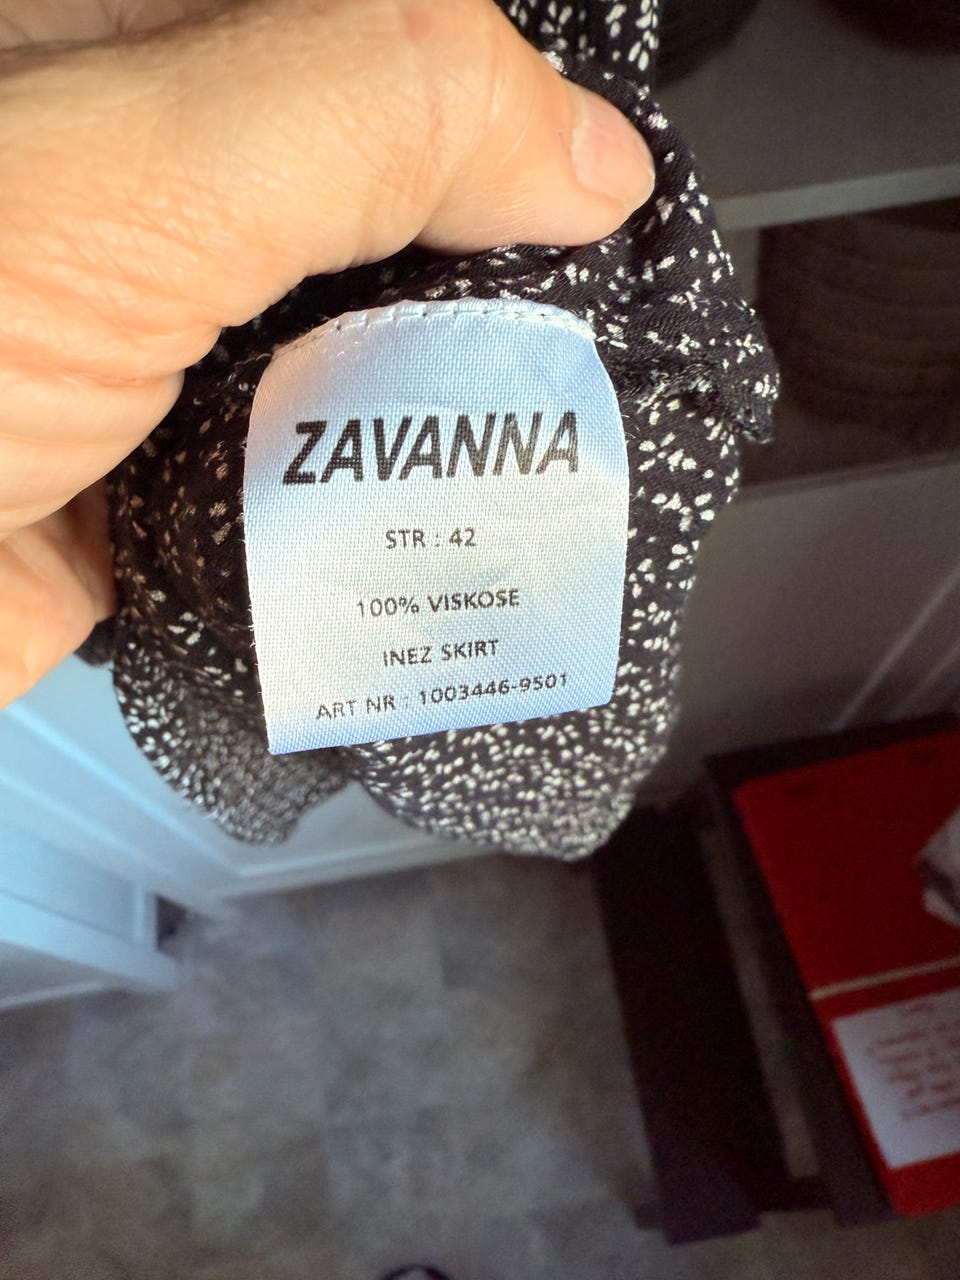 ZAVANNA
STR : 42
100% VISKOSE
INEZ SKIRT
ART NR : 1003446-9501